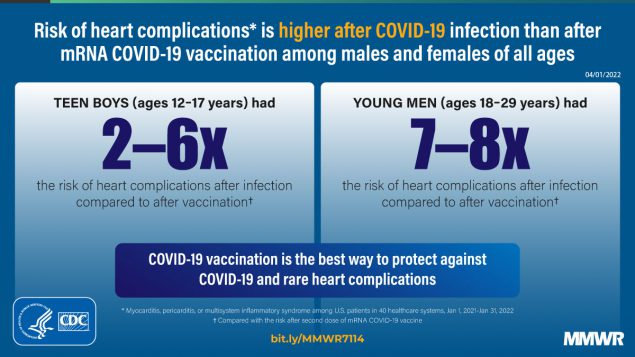 Risk of heart complications* is higher after COVID-19 infection than after
mRNA COVID-19 vaccination among males and females of all ages
04/01/2022
TEEN BOYS (ages 12–17 years) had
2–6x
the risk of heart complications after infection
compared to after vaccination†
YOUNG MEN (ages 18–29 years) had
7–8x
the risk of heart complications after infection
compared to after vaccination†
COVID-19 vaccination is the best way to protect against
COVID-19 and rare heart complications
* Myocarditis, pericarditis, or multisystem inflammatory syndrome among U.S. patients in 40 healthcare systems, Jan 1, 2021-Jan 31, 2022
† Compared with the risk after second dose of mRNA COVID-19 vaccine
bit.ly/MMWR7114
CDC
MMWR